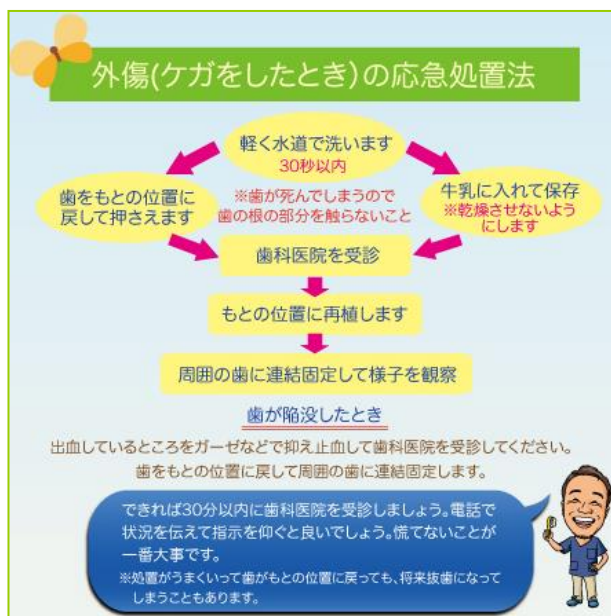 外傷(ケガをしたとき)の応急処置法
軽く水道で洗います
30秒以内
歯をもとの位置に
戻して押さえます
※歯が死んでしまうので
歯の根の部分を触らないこと
牛乳に入れて保存
※乾燥させないよう
にします
歯科医院を受診
もとの位置に再植します
周囲の歯に連結固定して様子を観察
歯が陥没したとき
出血しているところをガーゼなどで抑え止血して歯科医院を受診してください。
歯をもとの位置に戻して周囲の歯に連結固定します。
できれば30分以内に歯科医院を受診しましょう。電話で
状況を伝えて指示を仰ぐと良いでしょう。慌てないことが
一番大事です。
※処置がうまくいって歯がもとの位置に戻っても、将来抜歯になって
しまうこともあります。